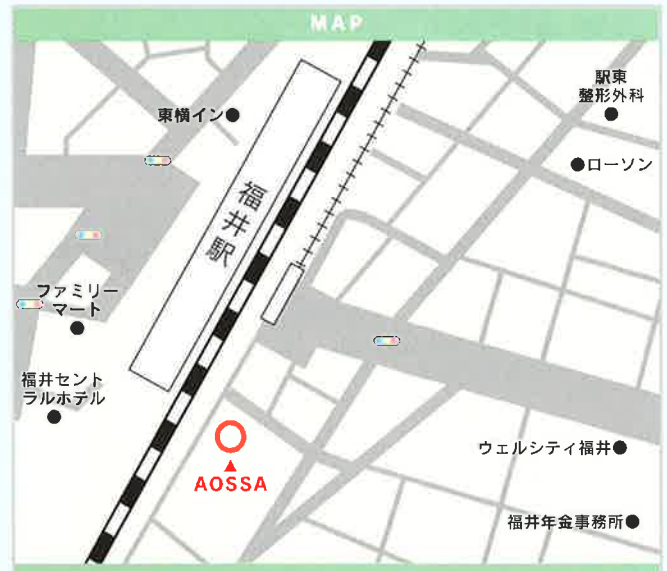 MAP
駅東
整形外科
東横イン
ローソン
福井駅
ファミリー
マート
福井セント
ラルホテル
AOSSA
ウェルシティ福井
福井年金事務所